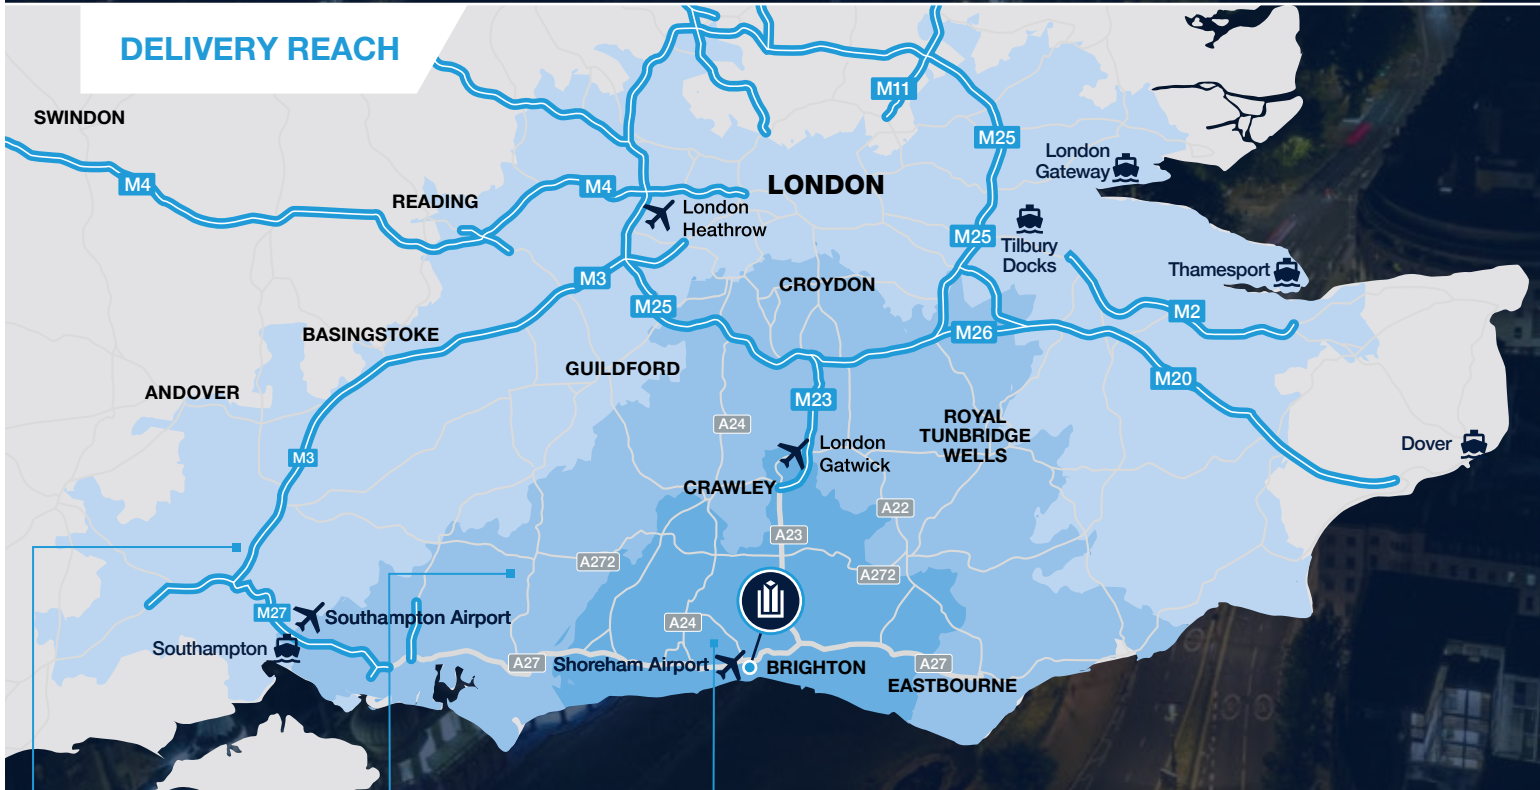 DELIVERY REACH
M11
SWINDON
M25
London
Gateway
M4
M4
LONDON
READING
London
Heathrow
M25
Tilbury
Docks
Thamesport
M3
CROYDON
M25
M2
M26
BASINGSTOKE
GUILDFORD
M20
ANDOVER
M23
A24
ROYAL
TUNBRIDGE
WELLS
London
Gatwick
Dover
M3
CRAWLEY
A22
A23
A272
A272
M27
Southampton Airport
A24
Southampton
A27
Shoreham Airport
BRIGHTON
A27
EASTBOURNE